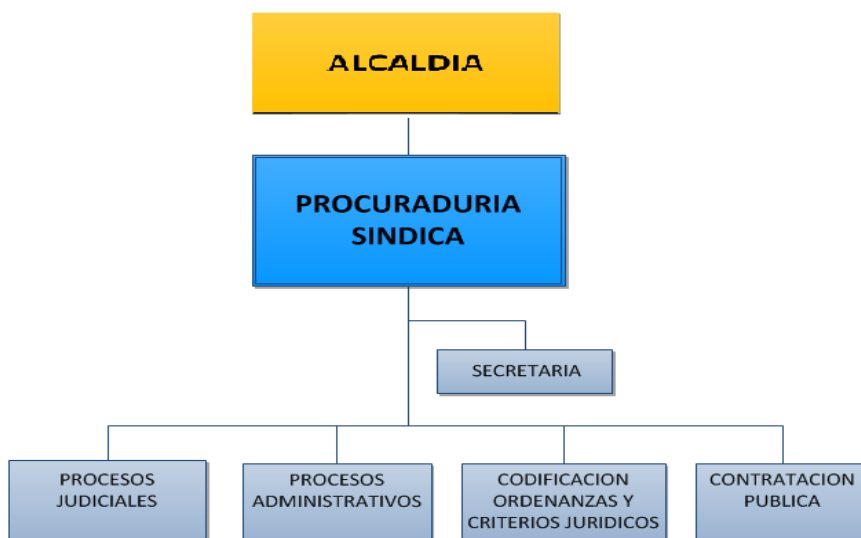 ALCALDIA
PROCURADURIA
SINDICA
SECRETARIA
PROCESOS
JUDICIALES
PROCESOS
ADMINISTRATIVOS
CODIFICACION
ORDENANZAS Y
CRITERIOS JURIDICOS
CONTRATACION
PUBLICA